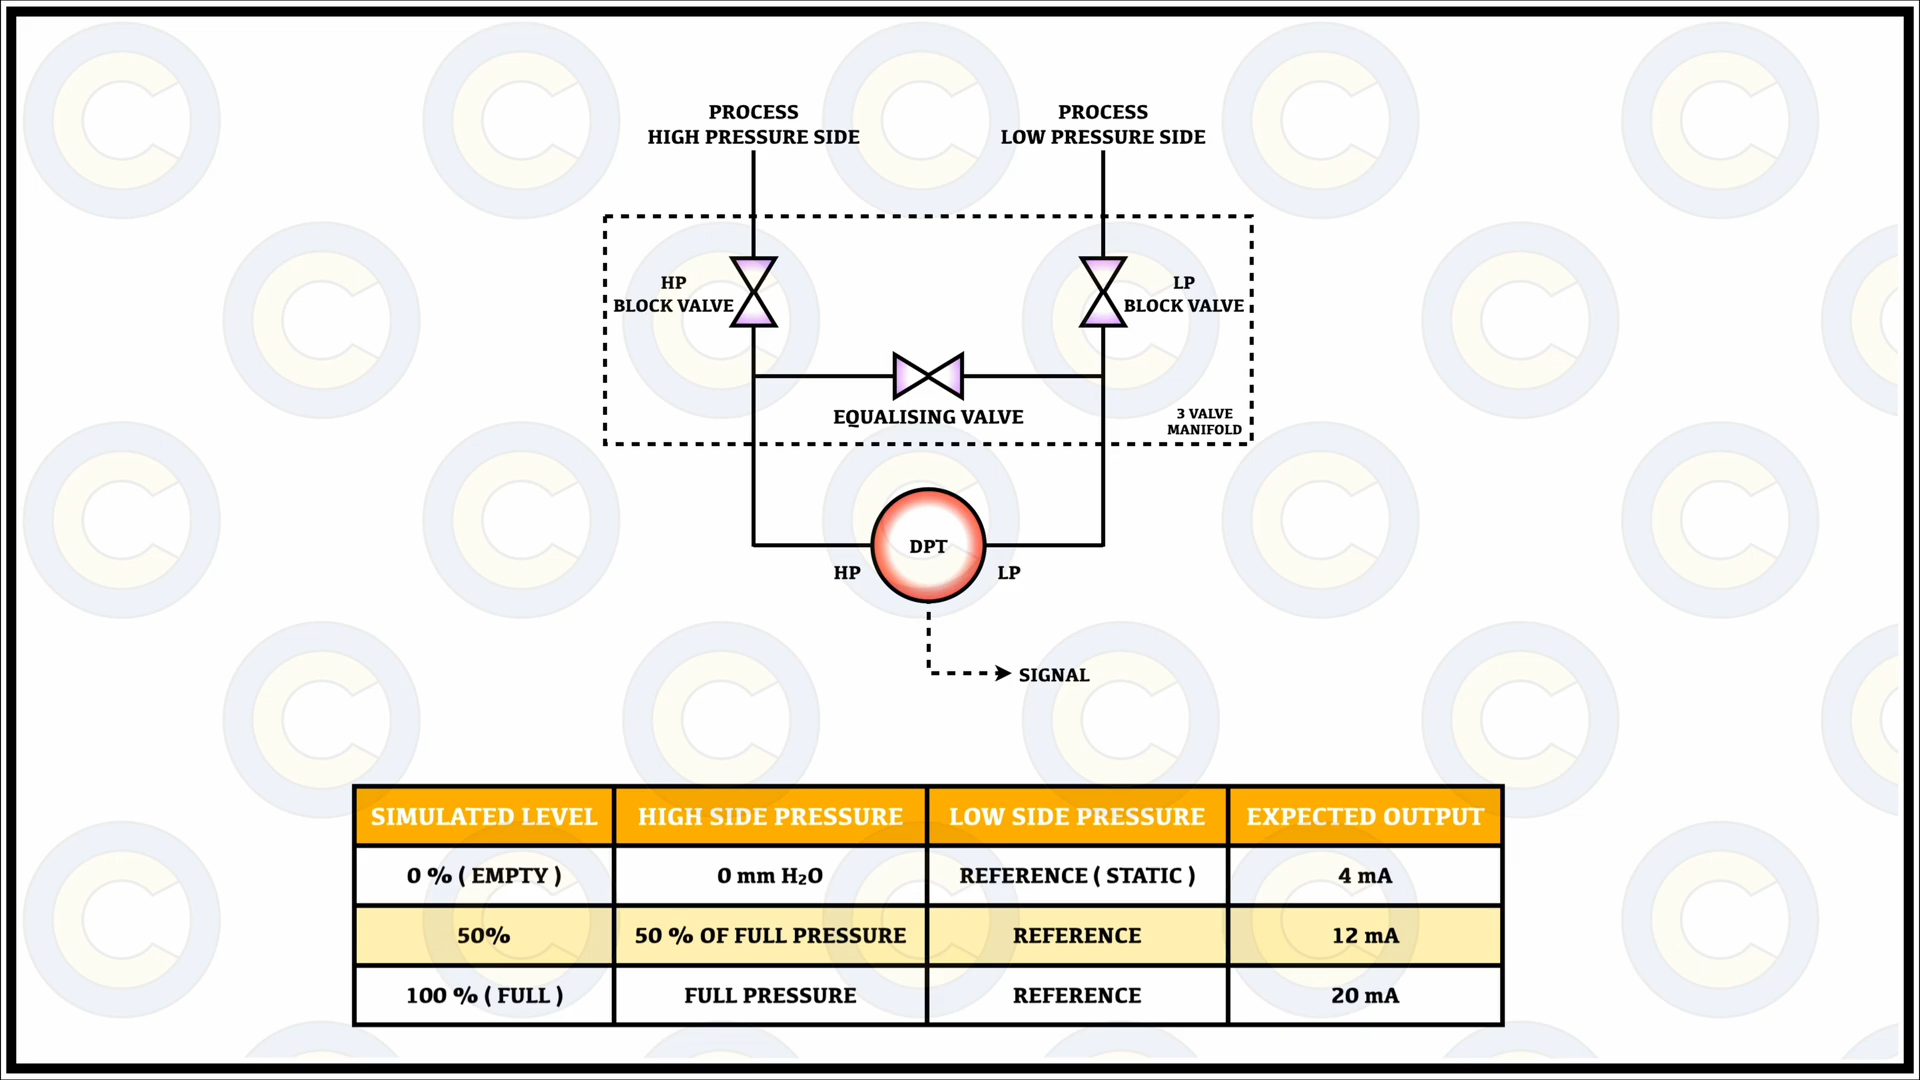 PROCESS
HIGH PRESSURE SIDE
PROCESS
LOW PRESSURE SIDE
HP
BLOCK VALVE
LP
BLOCK VALVE
EQUALISING VALVE
3 VALVE
MANIFOLD
DPT
HP
LP
SIGNAL
SIMULATED LEVEL HIGH SIDE PRESSURE LOW SIDE PRESSURE EXPECTED OUTPUT
0 % ( EMPTY ) 0 mm H₂O REFERENCE ( STATIC ) 4 mA
50% 50 % OF FULL PRESSURE REFERENCE 12 mA
100 % ( FULL ) FULL PRESSURE REFERENCE 20 mA